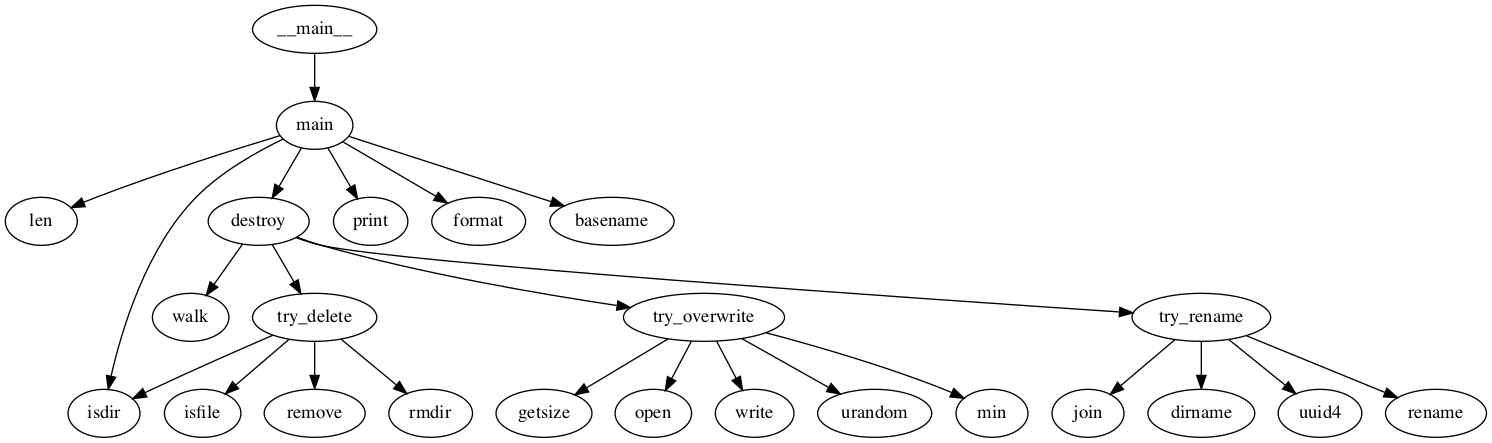 __main__
main
len
destroy
print
format
basename
walk
try_delete
try_overwrite
try_rename
isdir
isfile
remove
rmdir
getsize
open
write
urandom
min
join
dirname
uuid4
rename